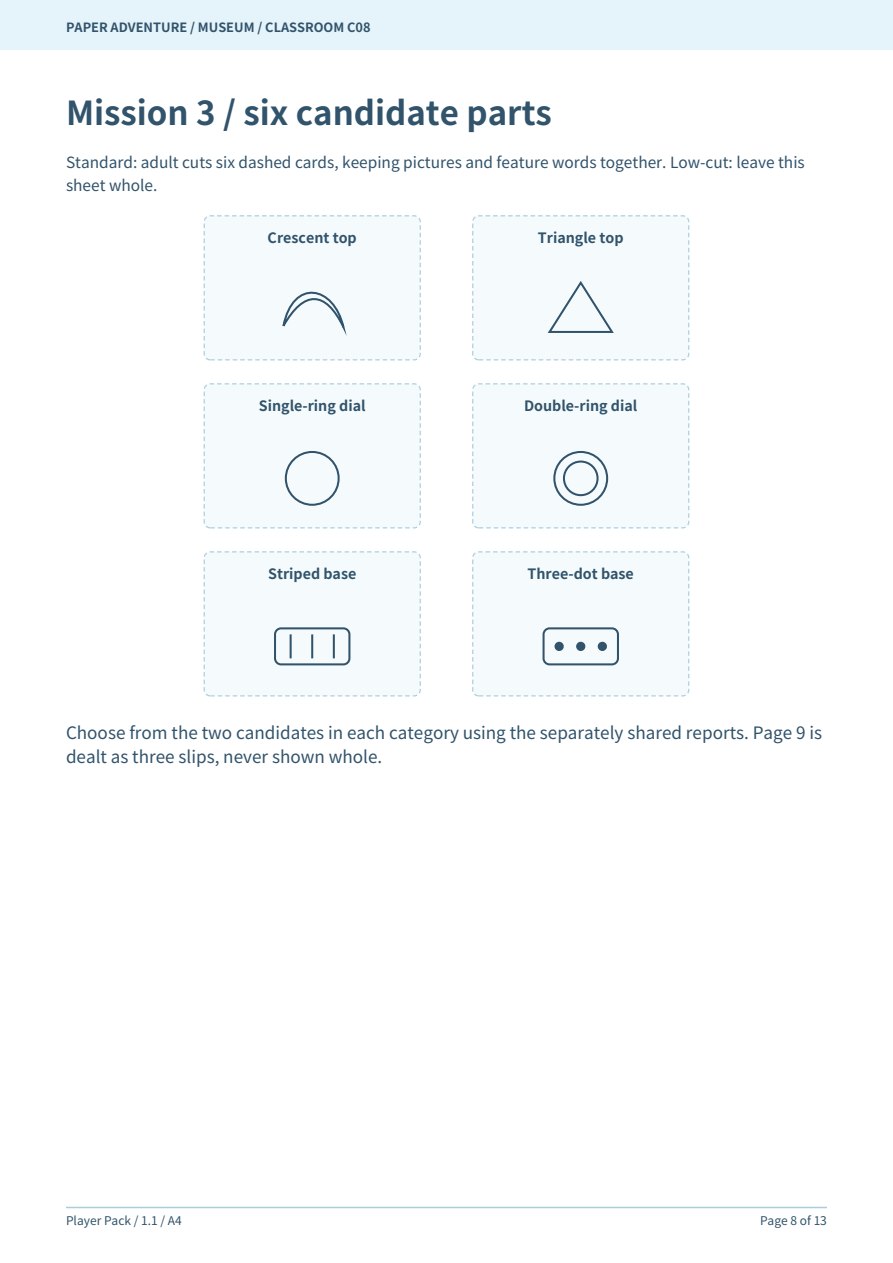 PAPER ADVENTURE / MUSEUM / CLASSROOM C08
Mission 3 / six candidate parts
Standard: adult cuts six dashed cards, keeping pictures and feature words together. Low-cut: leave this
sheet whole.
Crescent top
Triangle top
Single-ring dial
Double-ring dial
Striped base
Three-dot base
Choose from the two candidates in each category using the separately shared reports. Page 9 is
dealt as three slips, never shown whole.
Player Pack / 1.1 / A4
Page 8 of 13